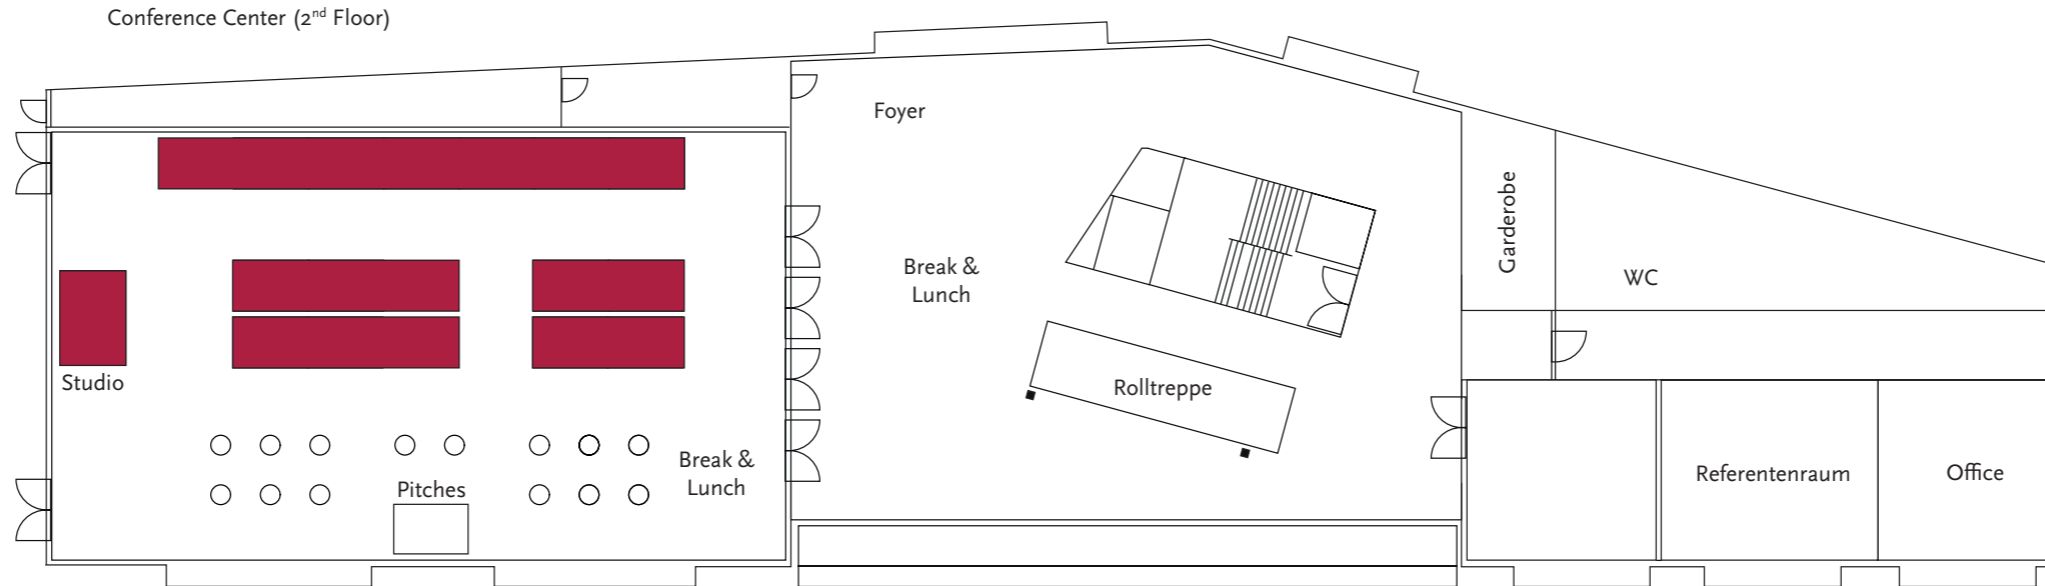 Conference Center (2nd Floor)
Foyer
Garderobe
Break &
Lunch
WC
Studio
Rolltreppe
Break &
Lunch
Pitches
Referentenraum
Office